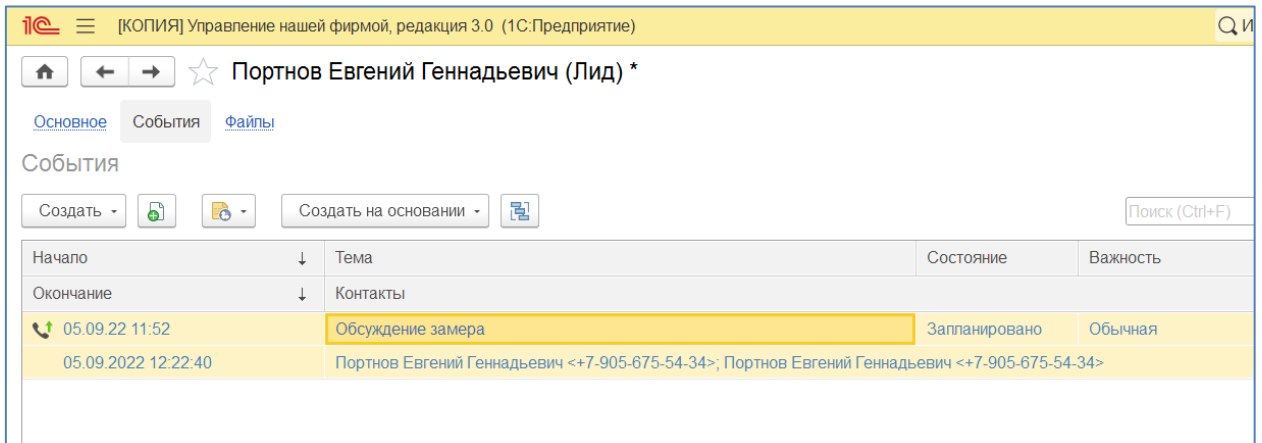 1С [КОПИЯ] Управление нашей фирмой, редакция 3.0 (1С:Предприятие) И
Портнов Евгений Геннадьевич (Лид) *
Основное События Файлы
События
Создать Создать на основании Поиск (Ctrl+F)
Начало ↓ Тема Состояние Важность
Окончание ↓ Контакты
05.09.22 11:52 Обсуждение замера Запланировано Обычная
05.09.2022 12:22:40 Портнов Евгений Геннадьевич <+7-905-675-54-34>; Портнов Евгений Геннадьевич <+7-905-675-54-34>